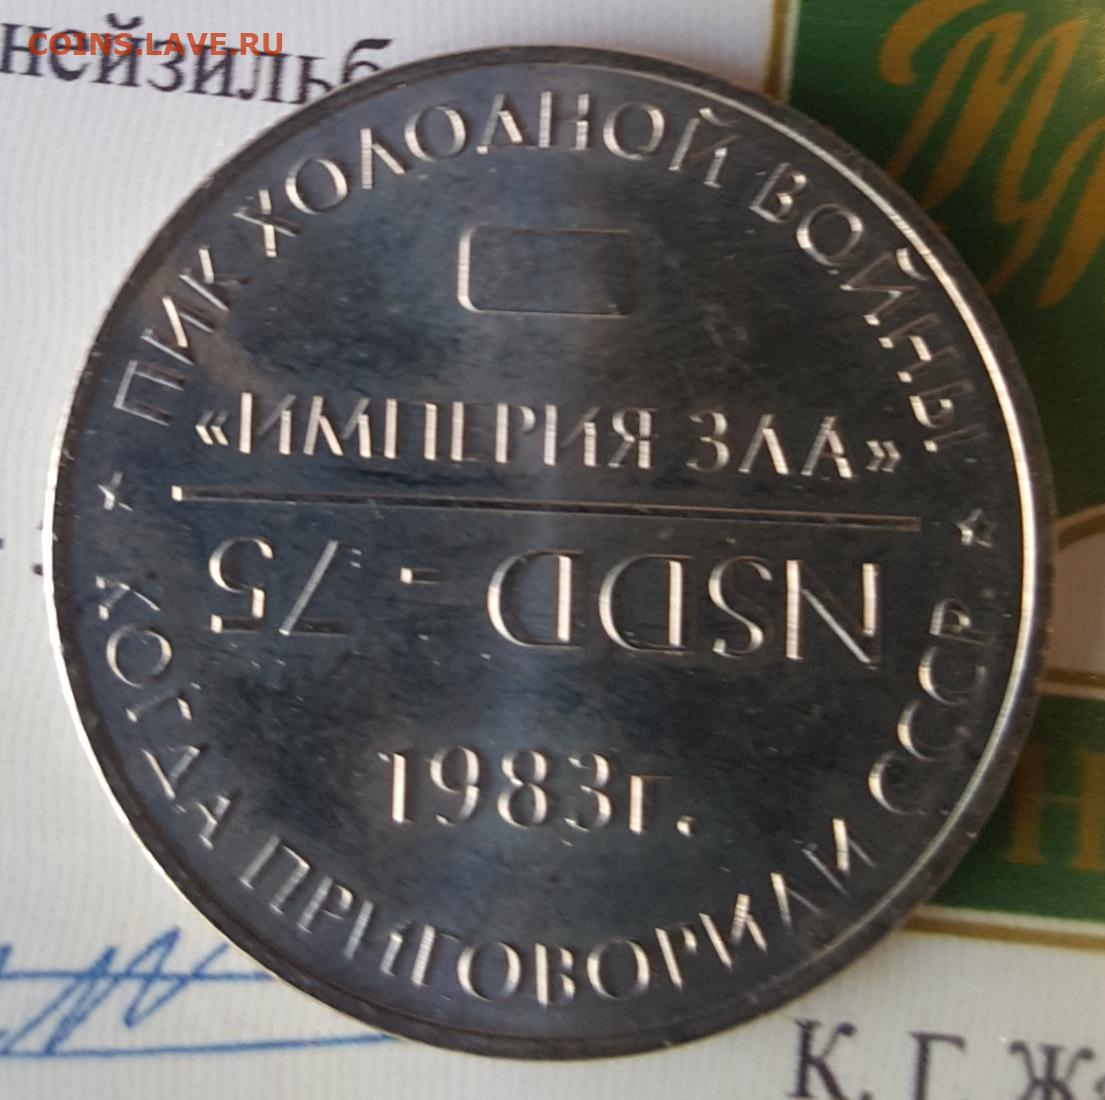 COINS.LAVE.RU
нейзильб
ПИК ХОЛОДНОЙ ВОЙНЫ
«ИМПЕРИЯ ЗЛА»
NSDD - 75
1983г.
КОГДА ПРИГОВОРИЛИ СССР
К. Г.